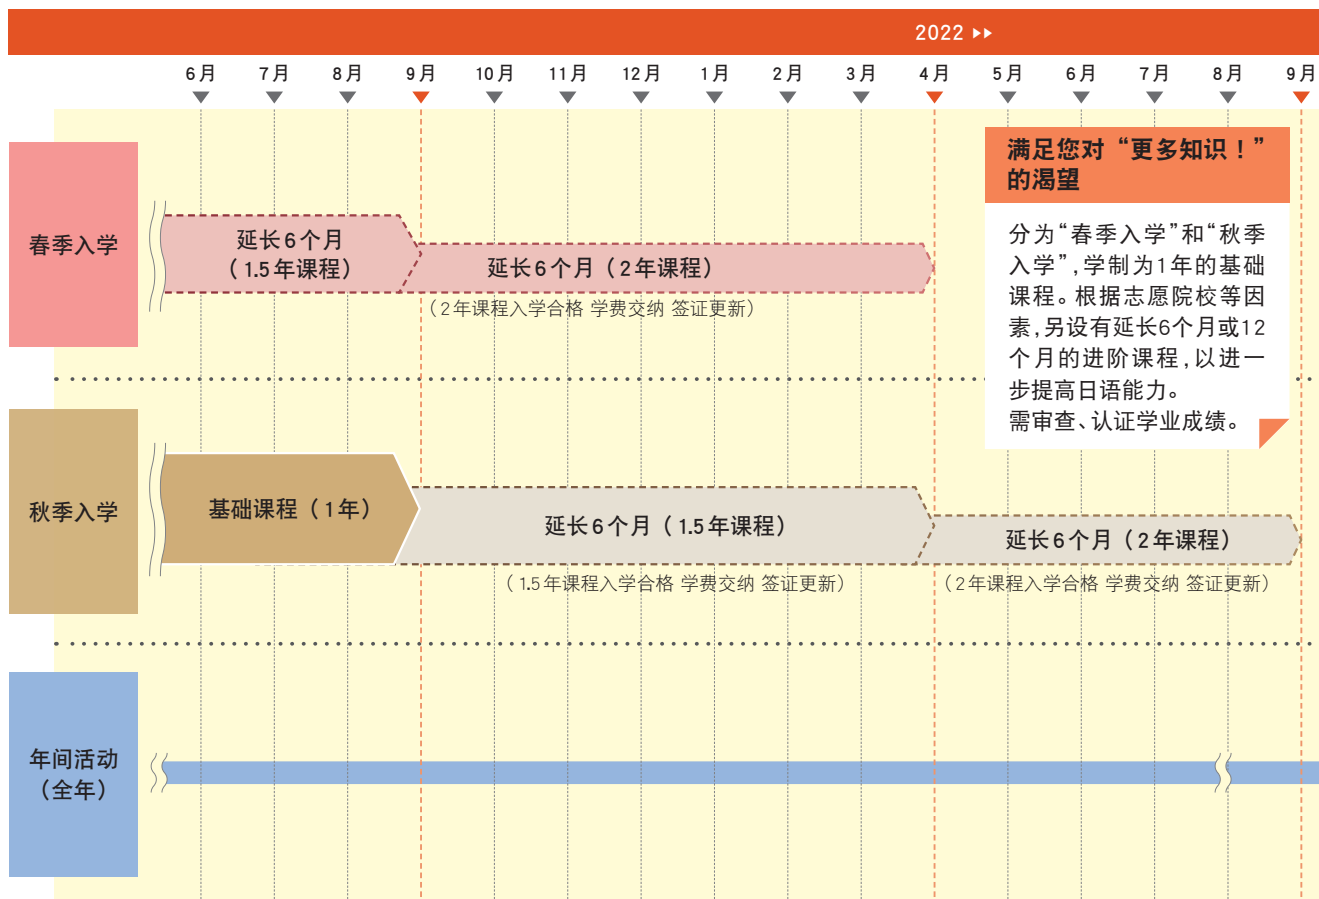 2022
6月 7月 8月 9月 10月 11月 12月 1月 2月 3月 4月 5月 6月 7月 8月 9月
满足您对“更多知识！”
的渴望
分为“春季入学”和“秋季
入学”,学制为1年的基础
课程。根据志愿院校等因
素,另设有延长6个月或12
个月的进阶课程,以进一
步提高日语能力。
需审查、认证学业成绩。
春季入学
延长6个月
（1.5年课程）
延长6个月（2年课程）
（2年课程入学合格 学费交纳 签证更新）
秋季入学
基础课程（1年）
延长6个月（1.5年课程）
（1.5年课程入学合格 学费交纳 签证更新）
延长6个月（2年课程）
（2年课程入学合格 学费交纳 签证更新）
年间活动
（全年）